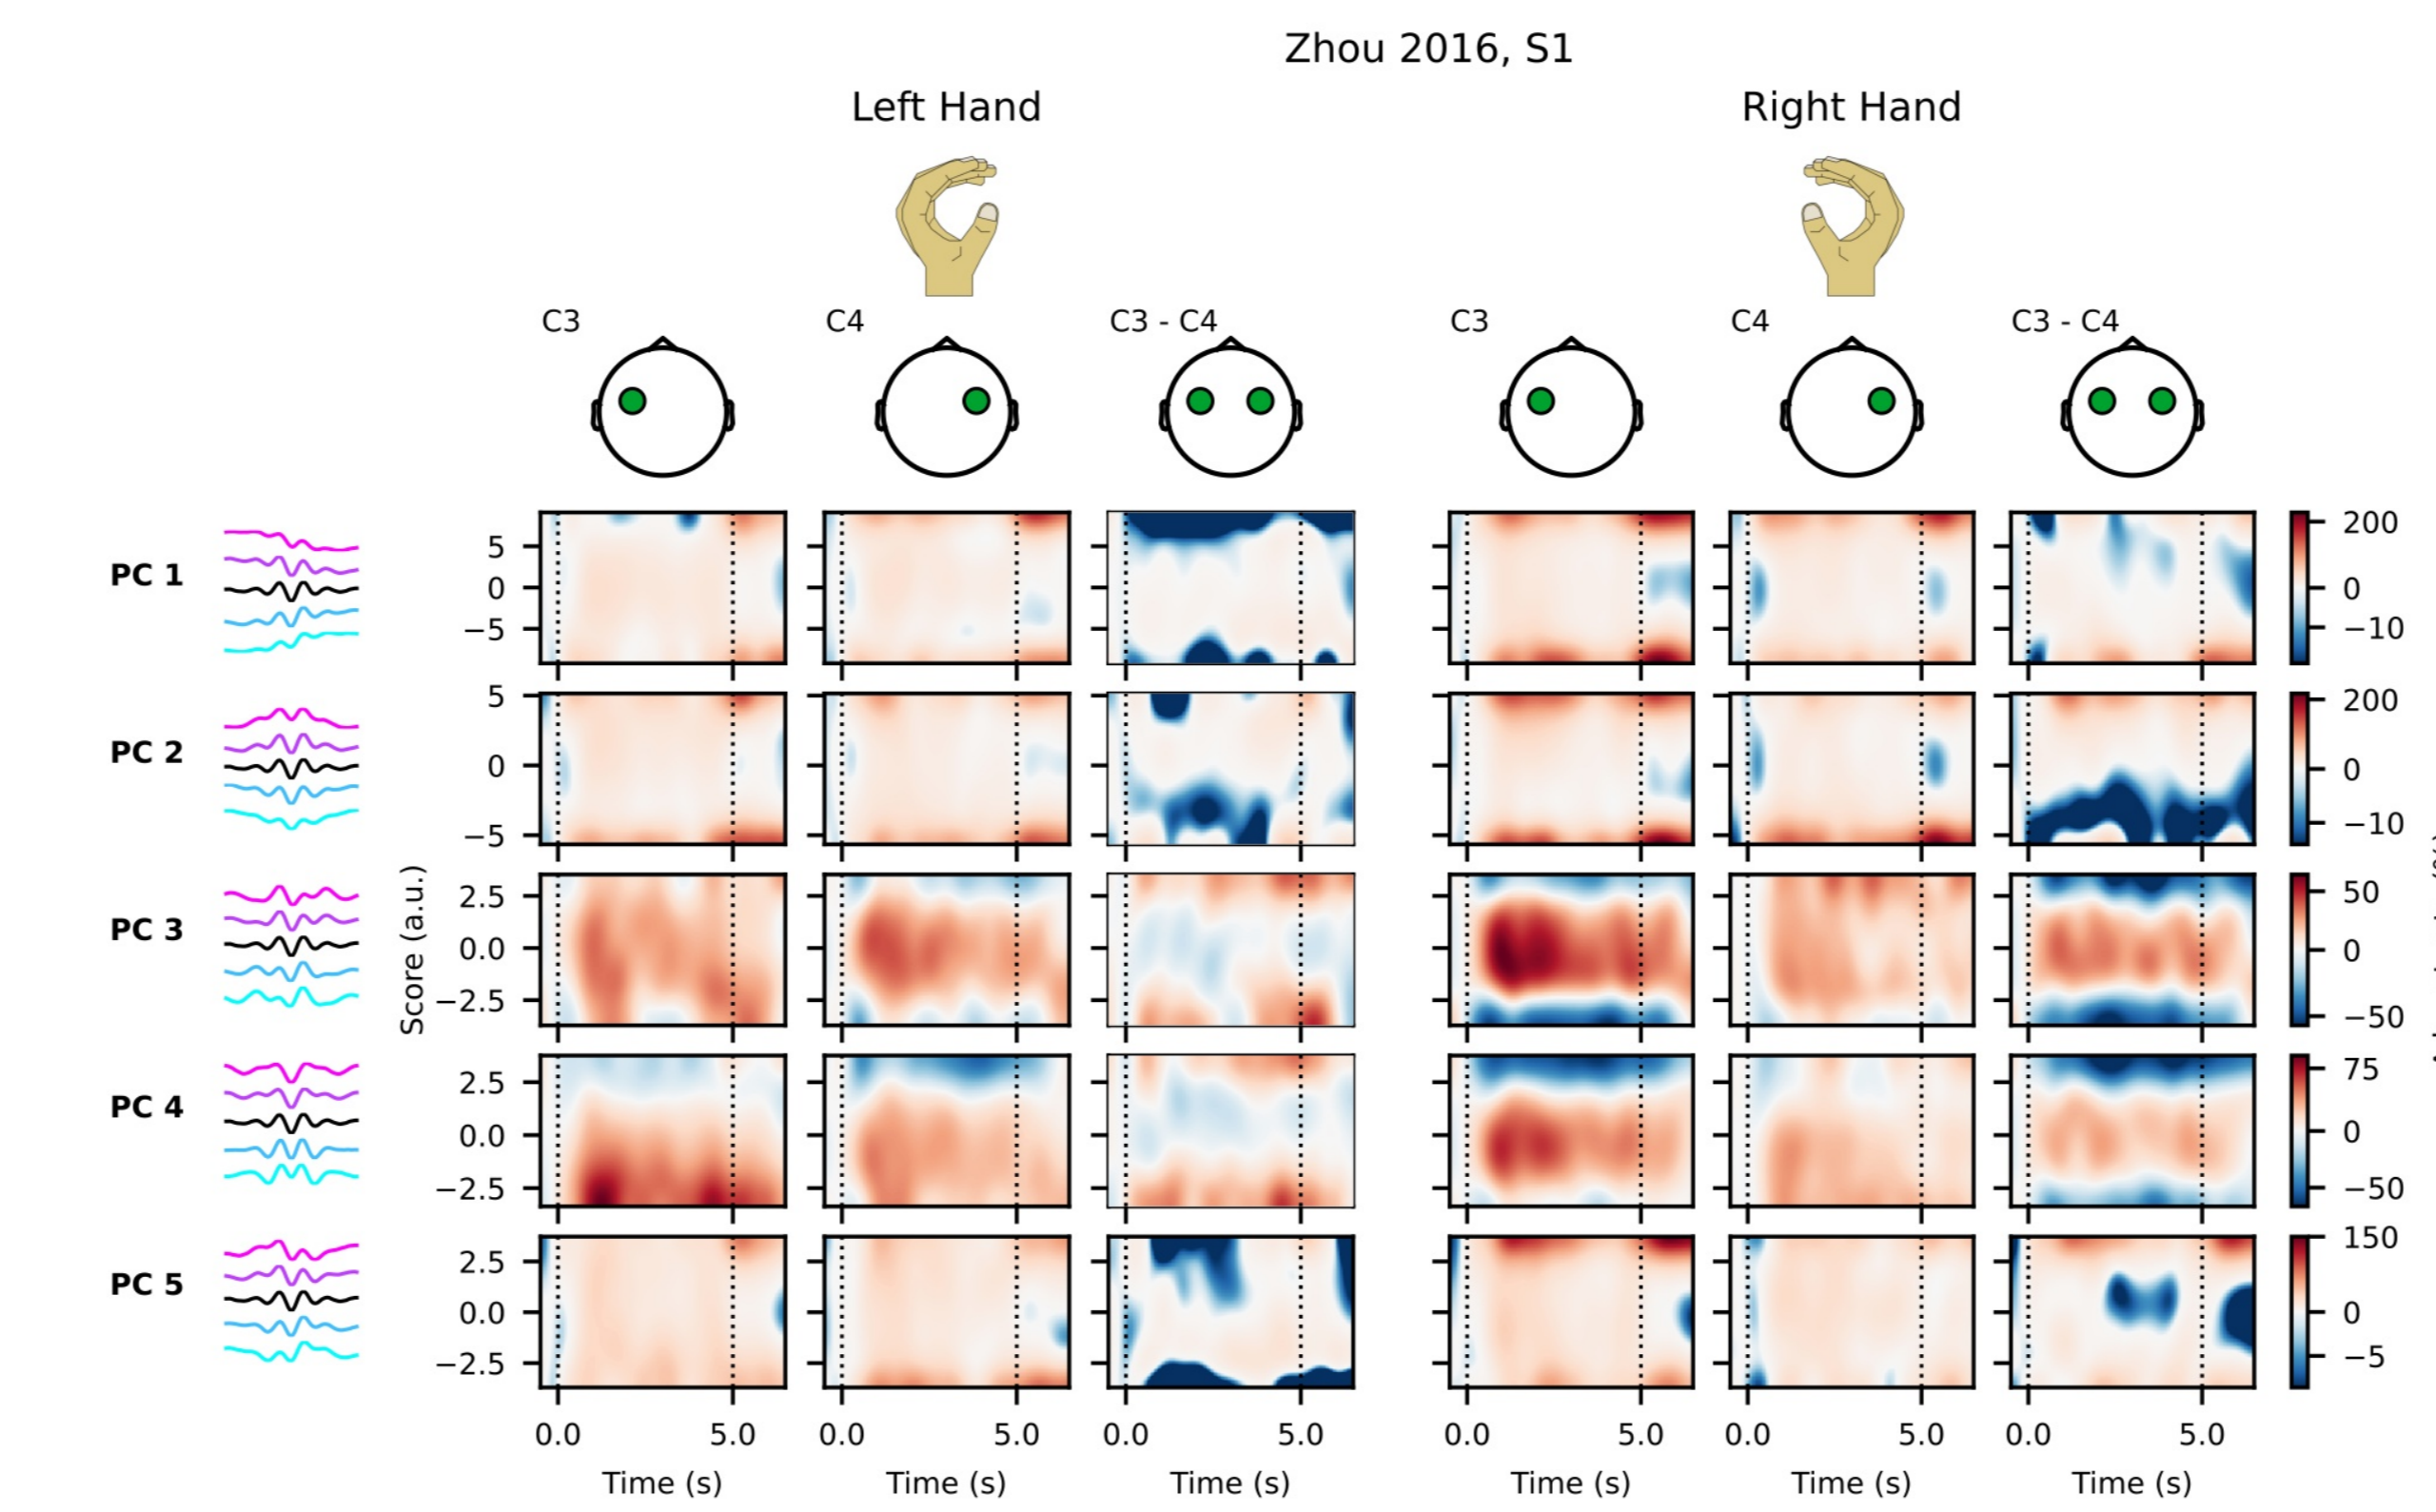 Zhou 2016, S1
Left Hand
Right Hand
C3
C4
C3 - C4
C3
C4
C3 - C4
PC 1
5
0
−5
200
0
−10
PC 2
5
0
−5
200
0
−10
Score (a.u.)
PC 3
2.5
0.0
−2.5
50
0
−50
PC 4
2.5
0.0
−2.5
75
0
−50
PC 5
2.5
0.0
−2.5
150
0
−5
0.0 5.0 0.0 5.0 0.0 5.0 0.0 5.0 0.0 5.0 0.0 5.0
Time (s) Time (s) Time (s) Time (s) Time (s) Time (s)